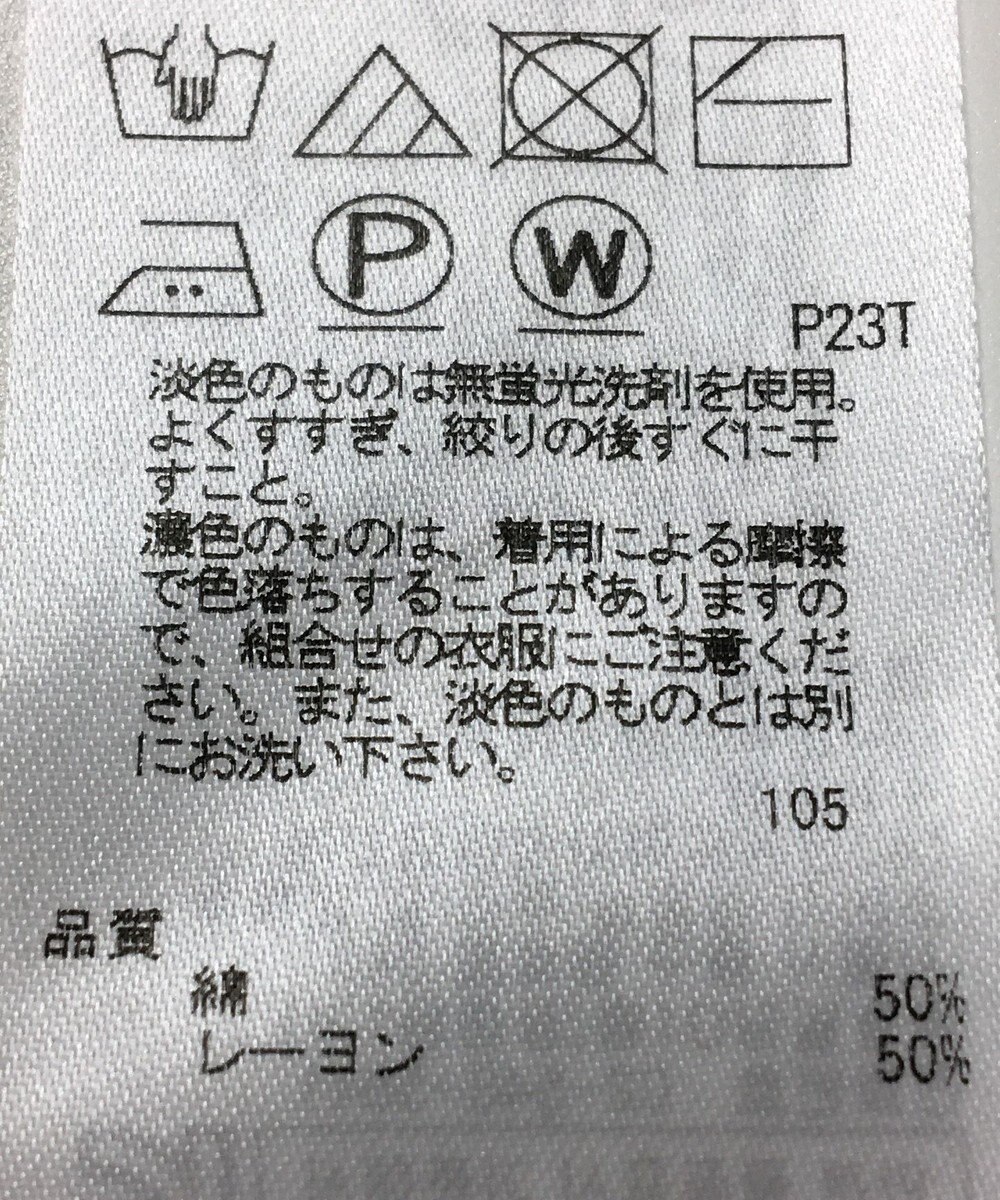 P
W
P23T
淡色のものは無蛍光洗剤を使用。
よくすすぎ、絞りの後すぐに干
すこと。
濃色のものは、着用による摩擦
で色落ちすることがありますの
で、組合せの衣服にご注意くだ
さい。また、淡色のものとは別
にお洗い下さい。
105
品質
綿 50%
レーヨン 50%